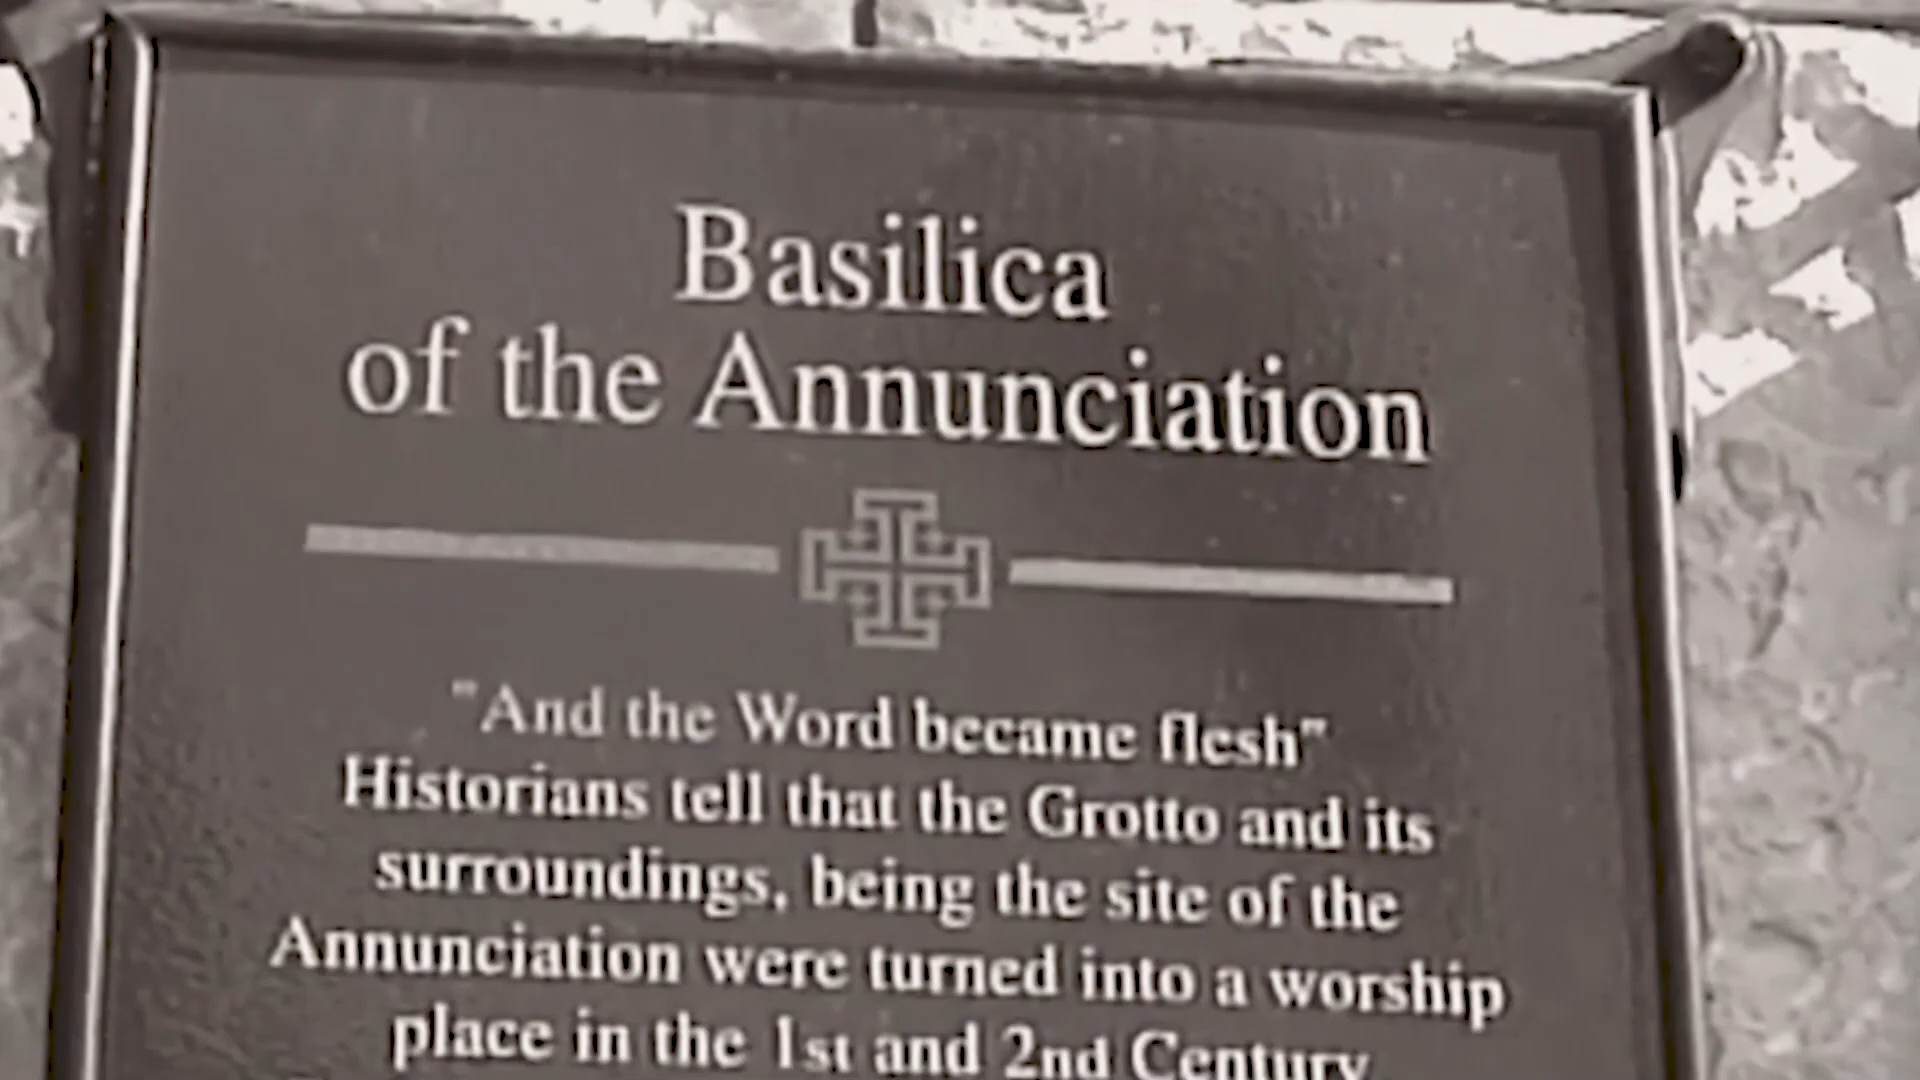 Basilica
of the Annunciation
"And the Word became flesh"
Historians tell that the Grotto and its
surroundings, being the site of the
Annunciation were turned into a worship
place in the 1st and 2nd Century